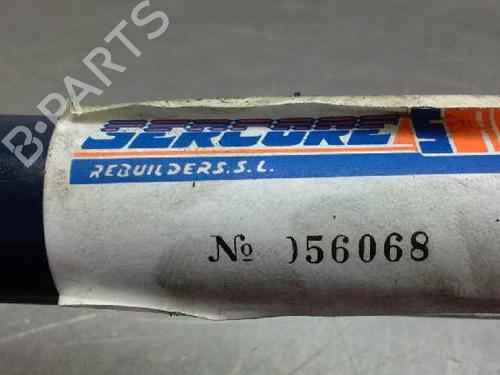 B-PARTS
SERCORE
REBUILDERS.S.L.
Nº 056068